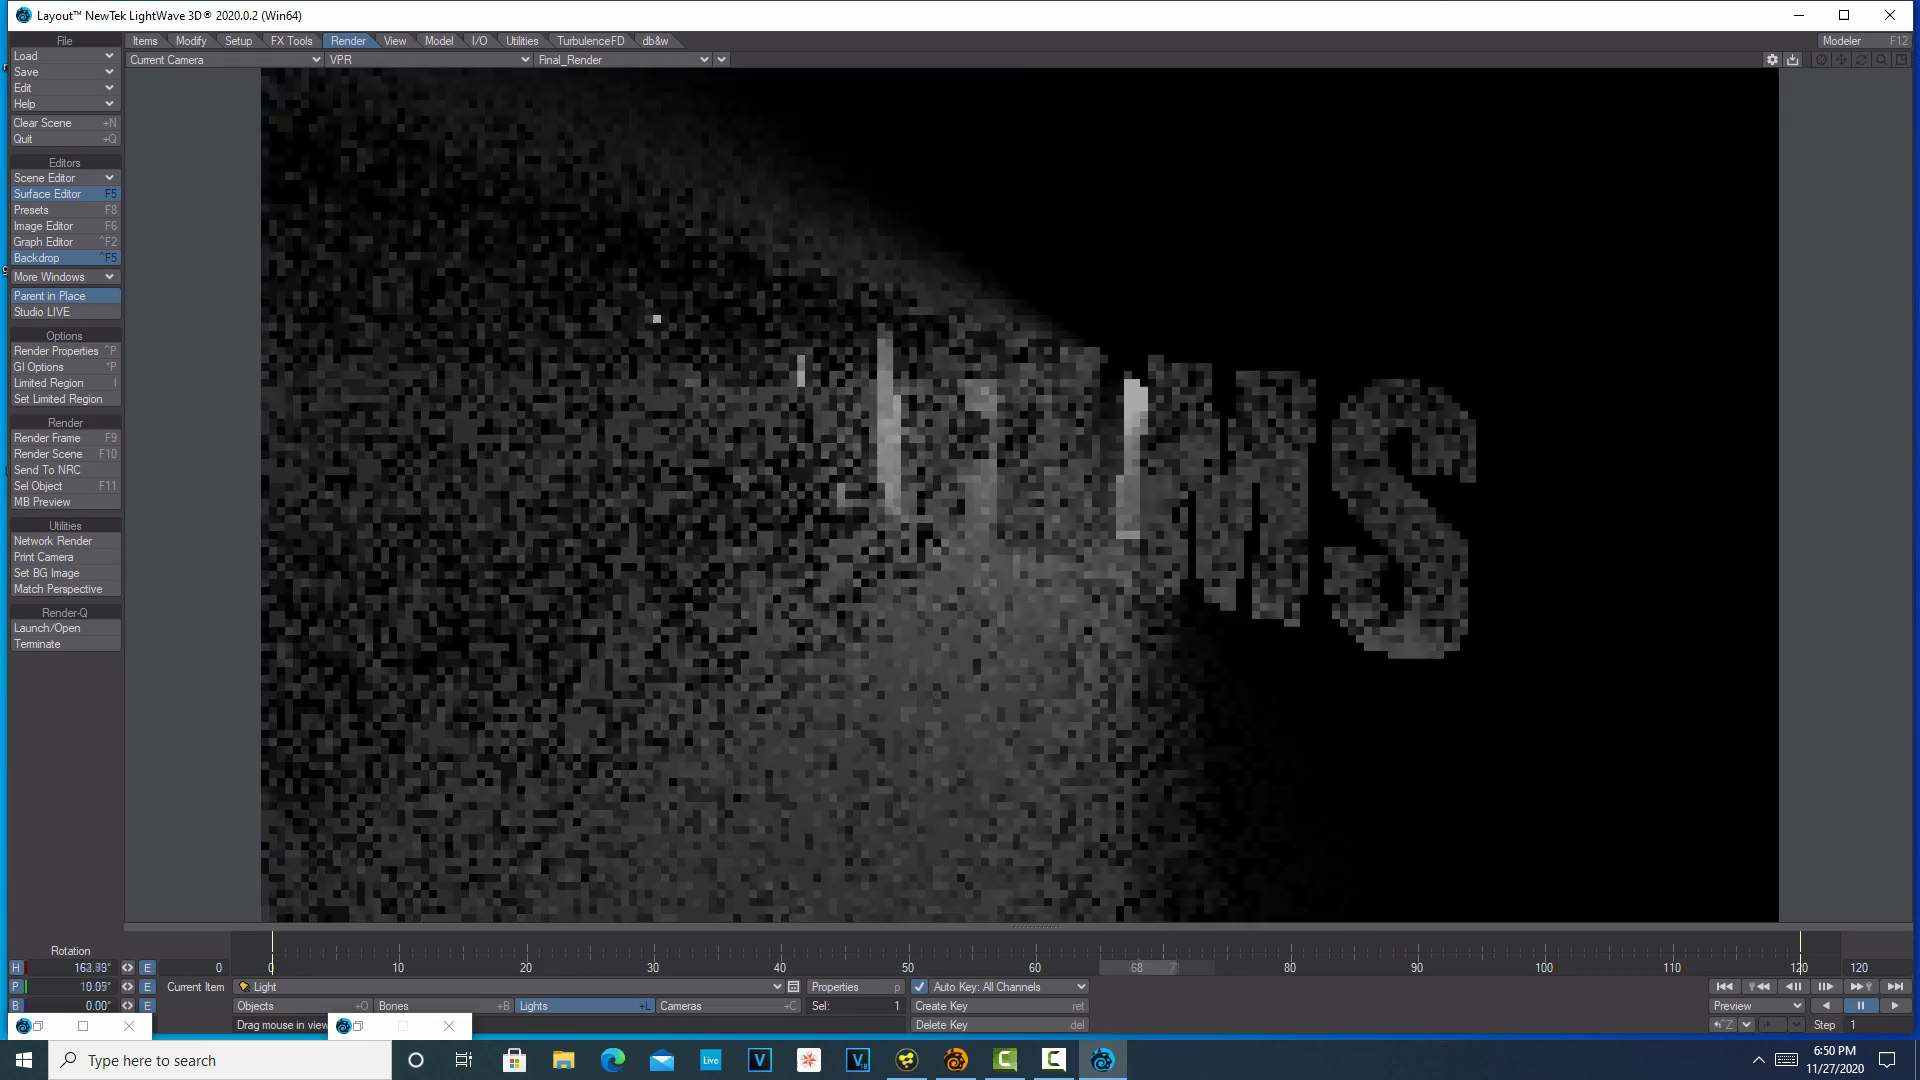 Layout™ NewTek LightWave 3D® 2020.0.2 (Win64)
File
Items Modify Setup FX Tools Render View Model I/O Utilities TurbulenceFD db&w
Modeler F12
Load
Current Camera VPR Final_Render
Save
Edit
Help
Clear Scene +N
Quit +Q
Editors
Scene Editor
Surface Editor F5
Presets F8
Image Editor F6
Graph Editor ^F2
Backdrop ^F5
More Windows
Parent in Place
Studio LIVE
Options
Render Properties ^P
GI Options *P
Limited Region l
Set Limited Region
Render
Render Frame F9
Render Scene F10
Send To NRC
Sel Object F11
MB Preview
Utilities
Network Render
Print Camera
Set BG Image
Match Perspective
Render-Q
Launch/Open
Terminate
MS
Rotation
H E 0 0 10 20 30 40 50 60 68 80 90 100 110 120 120
P E Current Item Light Properties p Auto Key: All Channels
B 0.00° E Objects +O Bones +B Lights +L Cameras +C Sel: 1 Create Key ret Preview
Drag mouse in view Delete Key del ^Z Step 1
Type here to search
Live
V
V
18
C
C
6:50 PM
11/27/2020